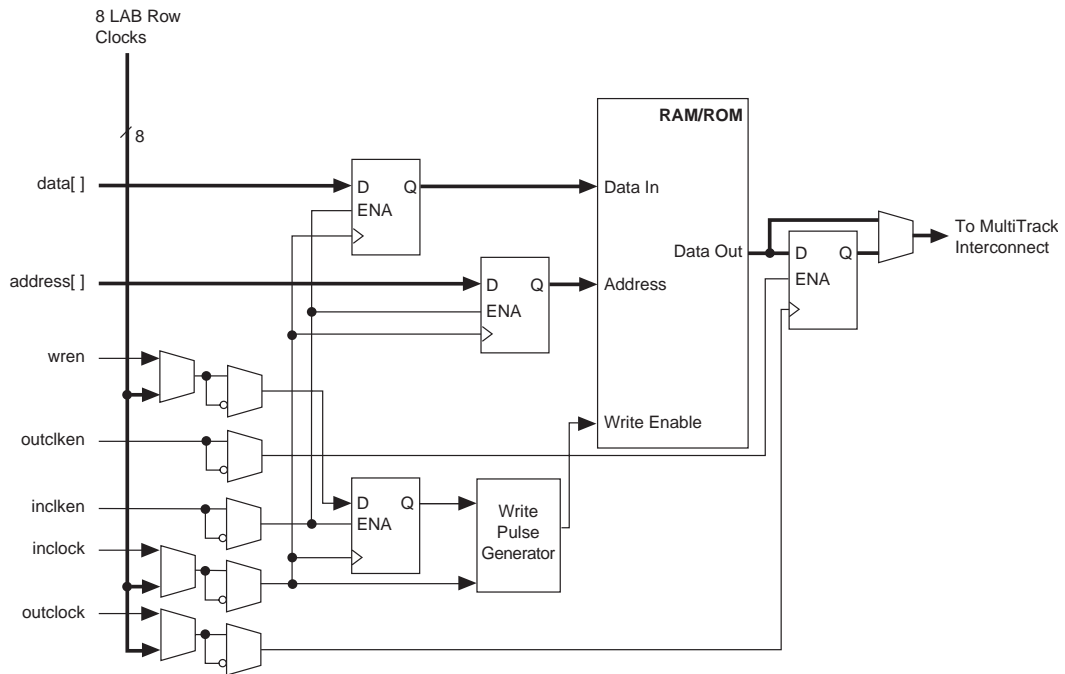 8 LAB Row
Clocks
8
RAM/ROM
data[ ]
D Q
ENA
Data In
To MultiTrack
Interconnect
Data Out
D Q
ENA
address[ ]
D Q
ENA
Address
wren
Write Enable
outclken
inclken
D Q
ENA
Write
Pulse
Generator
inclock
outclock